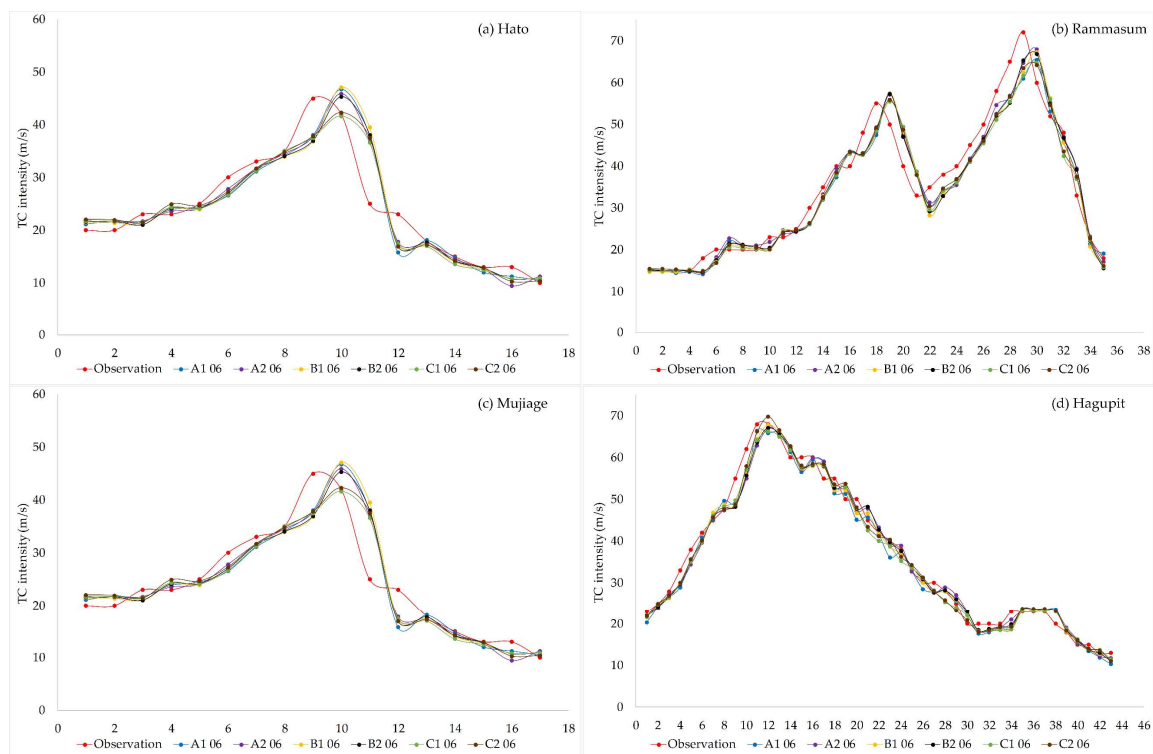 (a) Hato
TC intensity (m/s)
60
50
40
30
20
10
0
0 2 4 6 8 10 12 14 16 18
Observation A1 06 A2 06 B1 06 B2 06 C1 06 C2 06
(b) Rammasum
TC intensity (m/s)
70
60
50
40
30
20
10
0
0 2 4 6 8 10 12 14 16 18 20 22 24 26 28 30 32 34 36 38
Observation A1 06 A2 06 B1 06 B2 06 C1 06 C2 06
(c) Mujiage
TC intensity (m/s)
60
50
40
30
20
10
0
0 2 4 6 8 10 12 14 16 18
Observation A1 06 A2 06 B1 06 B2 06 C1 06 C2 06
(d) Hagupit
TC intensity (m/s)
70
60
50
40
30
20
10
0
0 2 4 6 8 10 12 14 16 18 20 22 24 26 28 30 32 34 36 38 40 42 44
Observation A1 06 A2 06 B1 06 B2 06 C1 06 C2 06